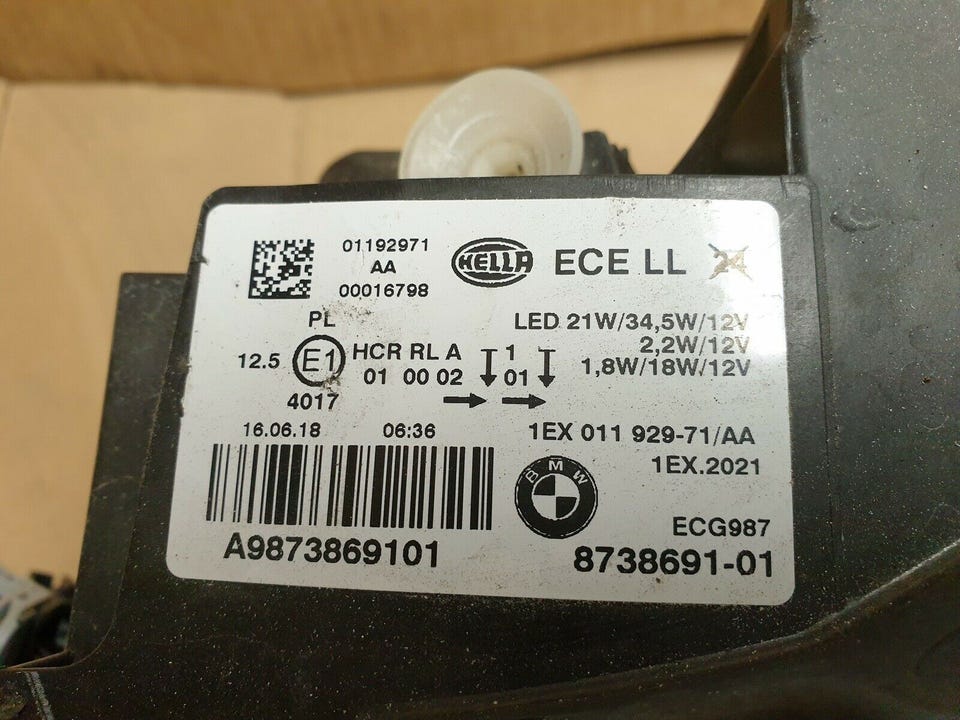 01192971
AA
00016798
HELLA
ECE LL
PL
12.5 E1 HCR RL A 1
01 00 02 01
4017
LED 21W/34,5W/12V
2,2W/12V
1,8W/18W/12V
16.06.18 06:36
1EX 011 929-71/AA
1EX.2021
BMW
ECG987
A9873869101
8738691-01